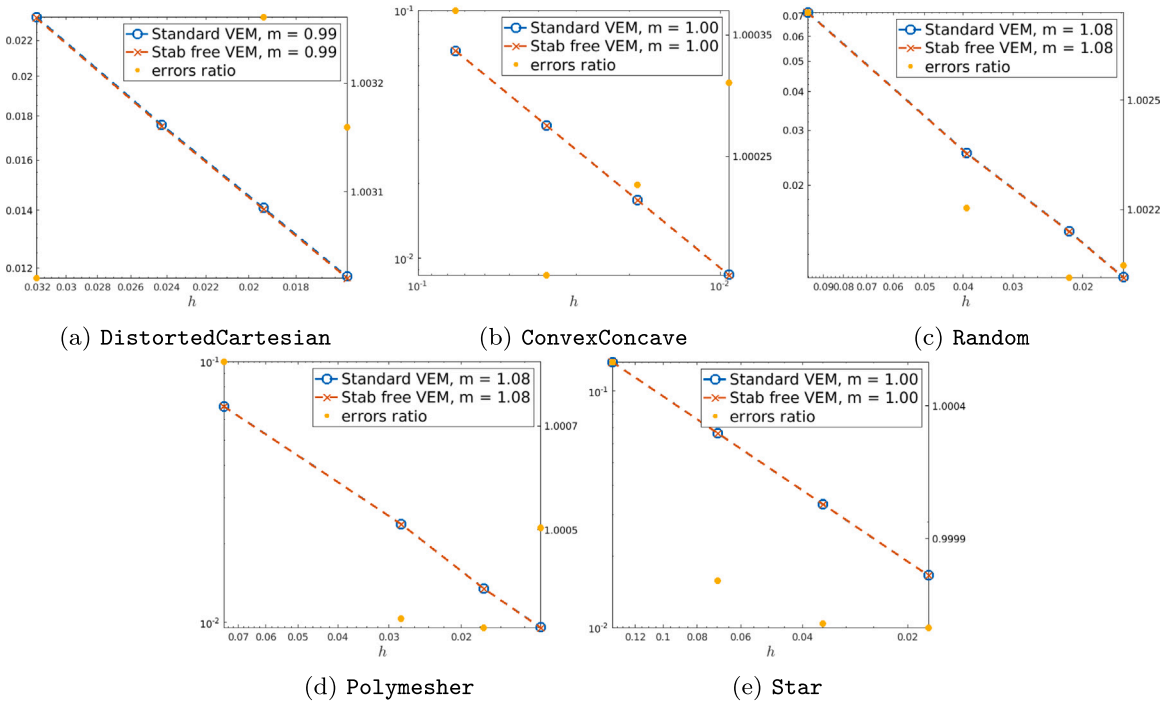 Standard VEM, m = 0.99
Stab free VEM, m = 0.99
errors ratio
0.022
0.02
0.018
0.016
0.014
0.012
1.0032
1.0031
0.032 0.03 0.028 0.026 0.024 0.022 0.02 0.018
h
(a) DistortedCartesian
Standard VEM, m = 1.00
Stab free VEM, m = 1.00
errors ratio
10-1
10-2
1.00035
1.00025
10-1 10-2
h
(b) ConvexConcave
Standard VEM, m = 1.08
Stab free VEM, m = 1.08
errors ratio
0.07
0.06
0.05
0.04
0.03
0.02
1.0025
1.0022
0.090 0.08 0.07 0.06 0.05 0.04 0.03 0.02
h
(c) Random
Standard VEM, m = 1.08
Stab free VEM, m = 1.08
errors ratio
10-1
10-2
1.0007
1.0005
0.07 0.06 0.05 0.04 0.03 0.02
h
(d) Polymesher
Standard VEM, m = 1.00
Stab free VEM, m = 1.00
errors ratio
10-1
10-2
1.0004
0.9999
0.12 0.1 0.08 0.06 0.04 0.02
h
(e) Star